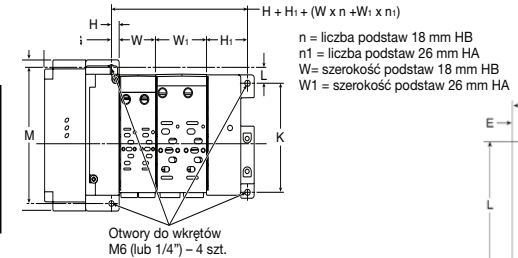 H
H + H1 + (W x n +W1 x n1)
W
W1
H1
n = liczba podstaw 18 mm HB
n1 = liczba podstaw 26 mm HA
W= szerokość podstaw 18 mm HB
W1 = szerokość podstaw 26 mm HA
L
M
K
E
L
Otwory do wkrętów
M6 (lub 1/4") – 4 szt.